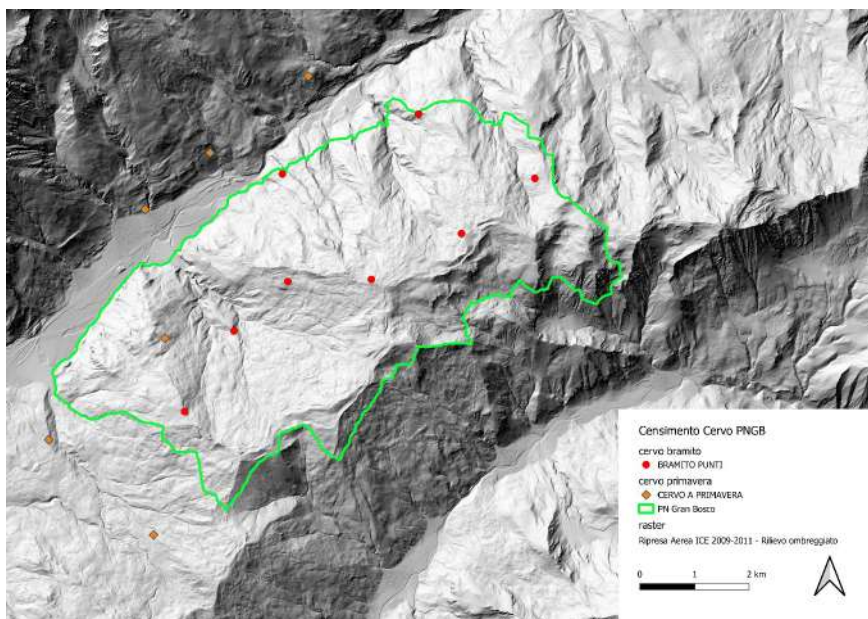 Censimento Cervo PNGB
cervo bramito
BRAMITO PUNTI
cervo primavera
CERVO A PRIMAVERA
PN Gran Bosco
raster
Ripresa Aerea ICE 2009-2011 - Rilievo ombreggiato
0 1 2 km